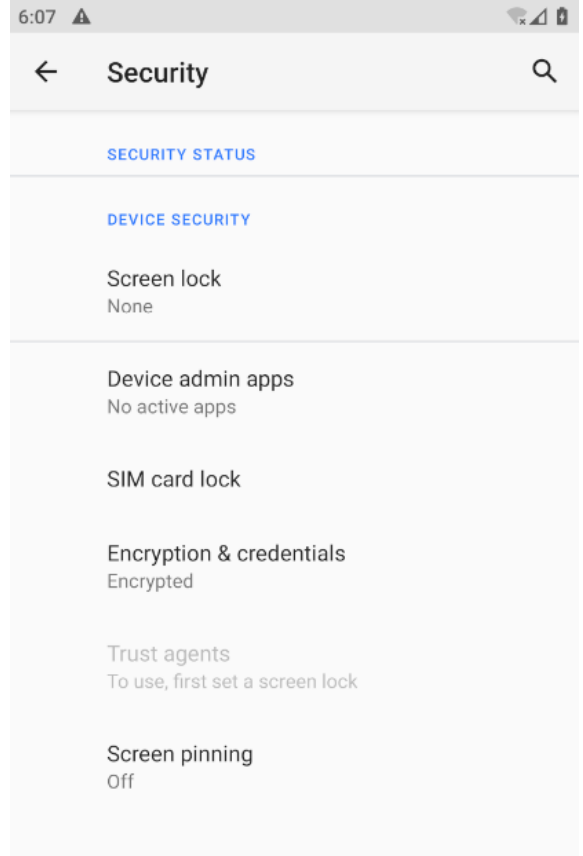 6:07
Security
SECURITY STATUS
DEVICE SECURITY
Screen lock
None
Device admin apps
No active apps
SIM card lock
Encryption & credentials
Encrypted
Trust agents
To use, first set a screen lock
Screen pinning
Off